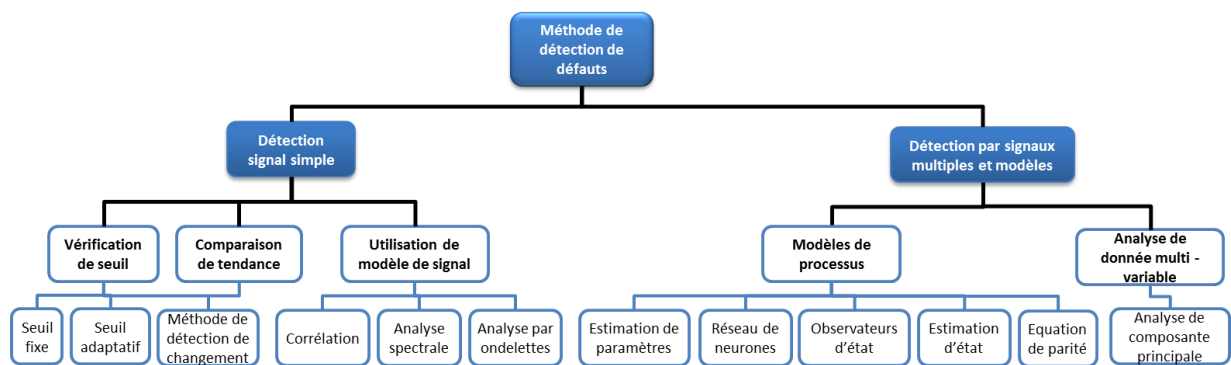 Méthode de
détection de
défauts
Détection
signal simple
Détection par signaux
multiples et modèles
Vérification
de seuil
Comparaison
de tendance
Utilisation de
modèle de signal
Modèles de
processus
Analyse de
donnée multi -
variable
Seuil
fixe
Seuil
adaptatif
Méthode de
détection de
changement
Corrélation
Analyse
spectrale
Analyse par
ondelettes
Estimation de
paramètres
Réseau de
neurones
Observateurs
d'état
Estimation
d'état
Equation
de parité
Analyse de
composante
principale